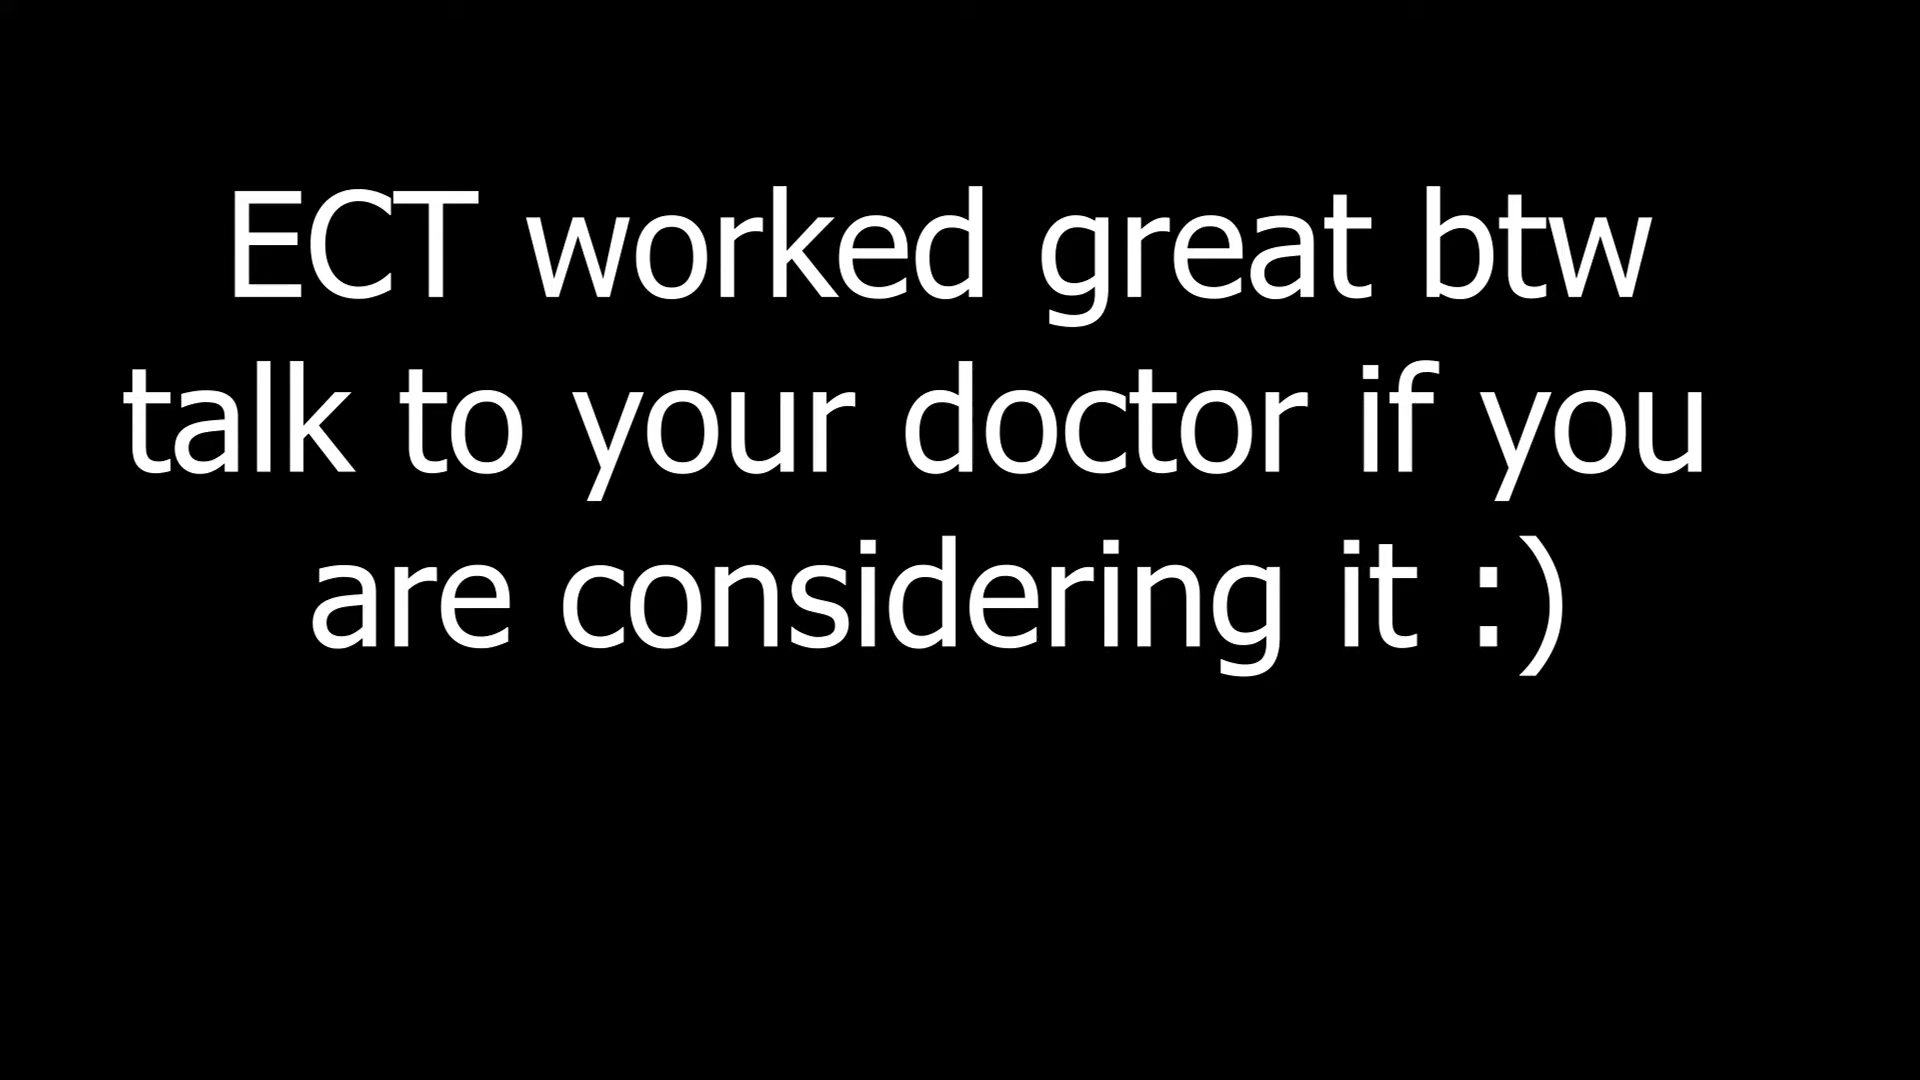 ECT worked great btw
talk to your doctor if you
are considering it :)